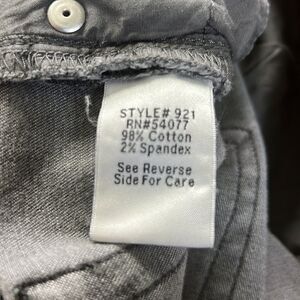 STYLE# 921
RN#54077
98% Cotton
2% Spandex
See Reverse
Side For Care